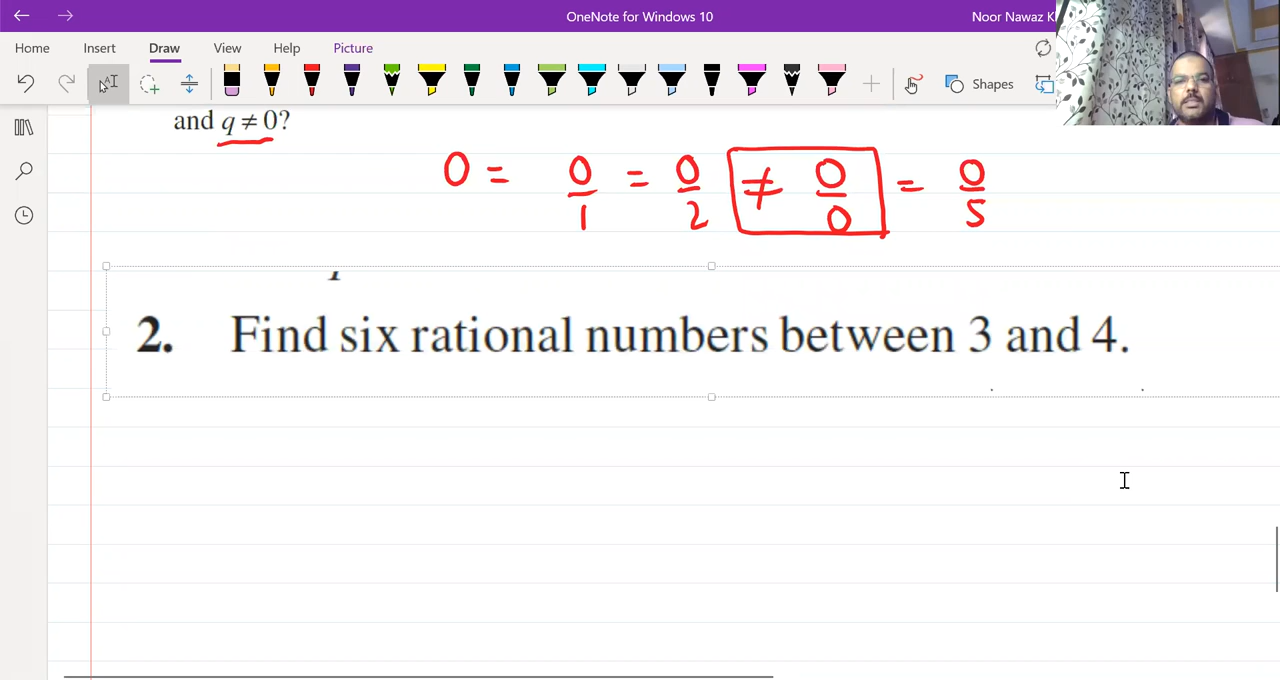 OneNote for Windows 10
Noor Nawaz K
Home Insert Draw View Help Picture
Shapes
and q ≠ 0?
0 = 0/1 = 0/2 ≠ 0/0 = 0/5
2. Find six rational numbers between 3 and 4.